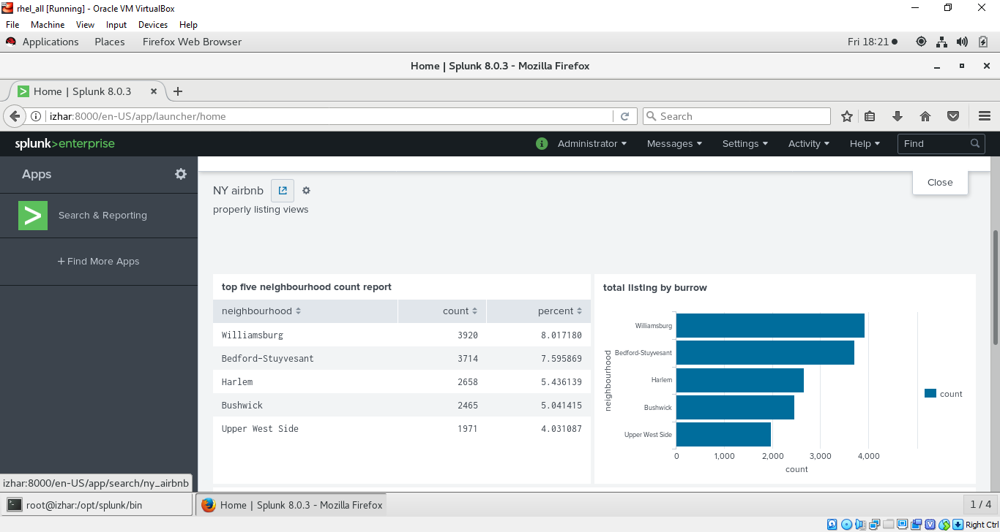 rhel_all [Running] - Oracle VM VirtualBox
File Machine View Input Devices Help
Applications Places Firefox Web Browser Fri 18:21
Home | Splunk 8.0.3 - Mozilla Firefox
Home | Splunk 8.0.3
izhar:8000/en-US/app/launcher/home Search
splunk>enterprise Administrator Messages Settings Activity Help Find
Apps
Search & Reporting
+ Find More Apps
Close
NY airbnb
properly listing views
top five neighbourhood count report
neighbourhood count percent
Williamsburg 3920 8.017180
Bedford-Stuyvesant 3714 7.595869
Harlem 2658 5.436139
Bushwick 2465 5.041415
Upper West Side 1971 4.031087
total listing by burrow
neighbourhood
Williamsburg
Bedford-Stuyvesant
Harlem
Bushwick
Upper West Side
0 1,000 2,000 3,000 4,000
count
count
izhar:8000/en-US/app/search/ny_airbnb
root@izhar:/opt/splunk/bin Home | Splunk 8.0.3 - Mozilla Firefox 1 / 4
Right Ctrl